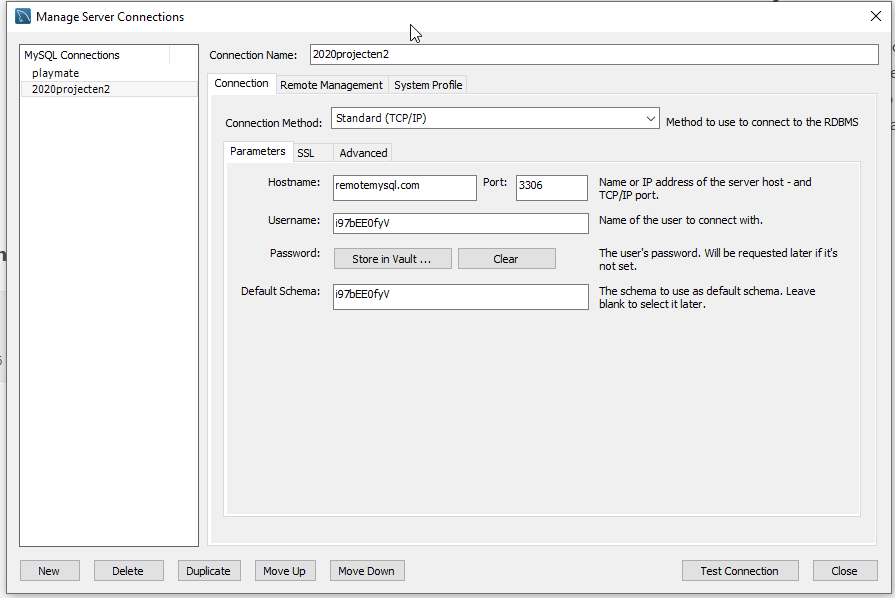 Manage Server Connections
MySQL Connections
playmate
2020projecten2
Connection Name: 2020projecten2
Connection Remote Management System Profile
Connection Method: Standard (TCP/IP) Method to use to connect to the RDBMS
Parameters SSL Advanced
Hostname: remotemysql.com Port: 3306 Name or IP address of the server host - and
TCP/IP port.
Username: i97bEE0fyV Name of the user to connect with.
Password: Store in Vault ... Clear The user's password. Will be requested later if it's
not set.
Default Schema: i97bEE0fyV The schema to use as default schema. Leave
blank to select it later.
New Delete Duplicate Move Up Move Down Test Connection Close